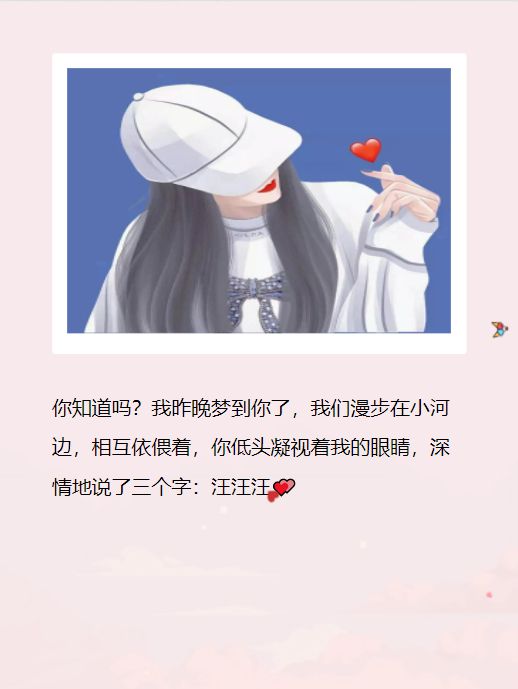 你知道吗？我昨晚梦到你了，我们漫步在小河
边，相互依偎着，你低头凝视着我的眼睛，深
情地说了三个字：汪汪汪💕